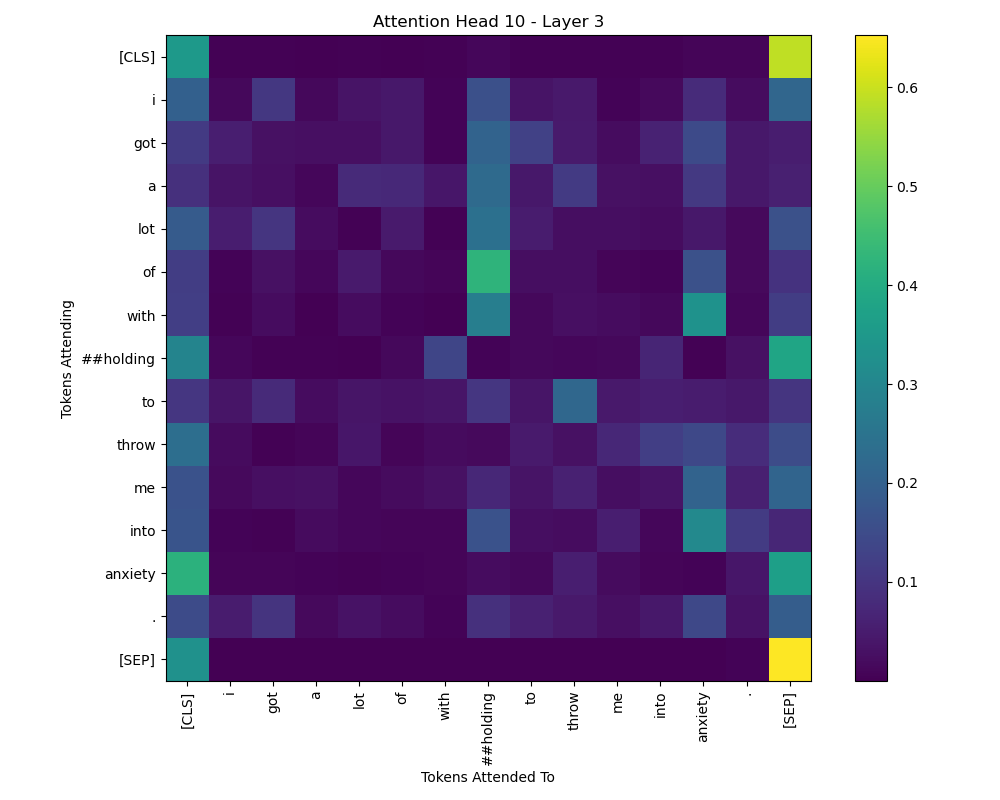 Attention Head 10 - Layer 3
[CLS]
i
got
a
lot
of
with
##holding
to
throw
me
into
anxiety
.
[SEP]
Tokens Attending
[CLS]
i
got
a
lot
of
with
##holding
to
throw
me
into
anxiety
.
[SEP]
Tokens Attended To
0.6
0.5
0.4
0.3
0.2
0.1